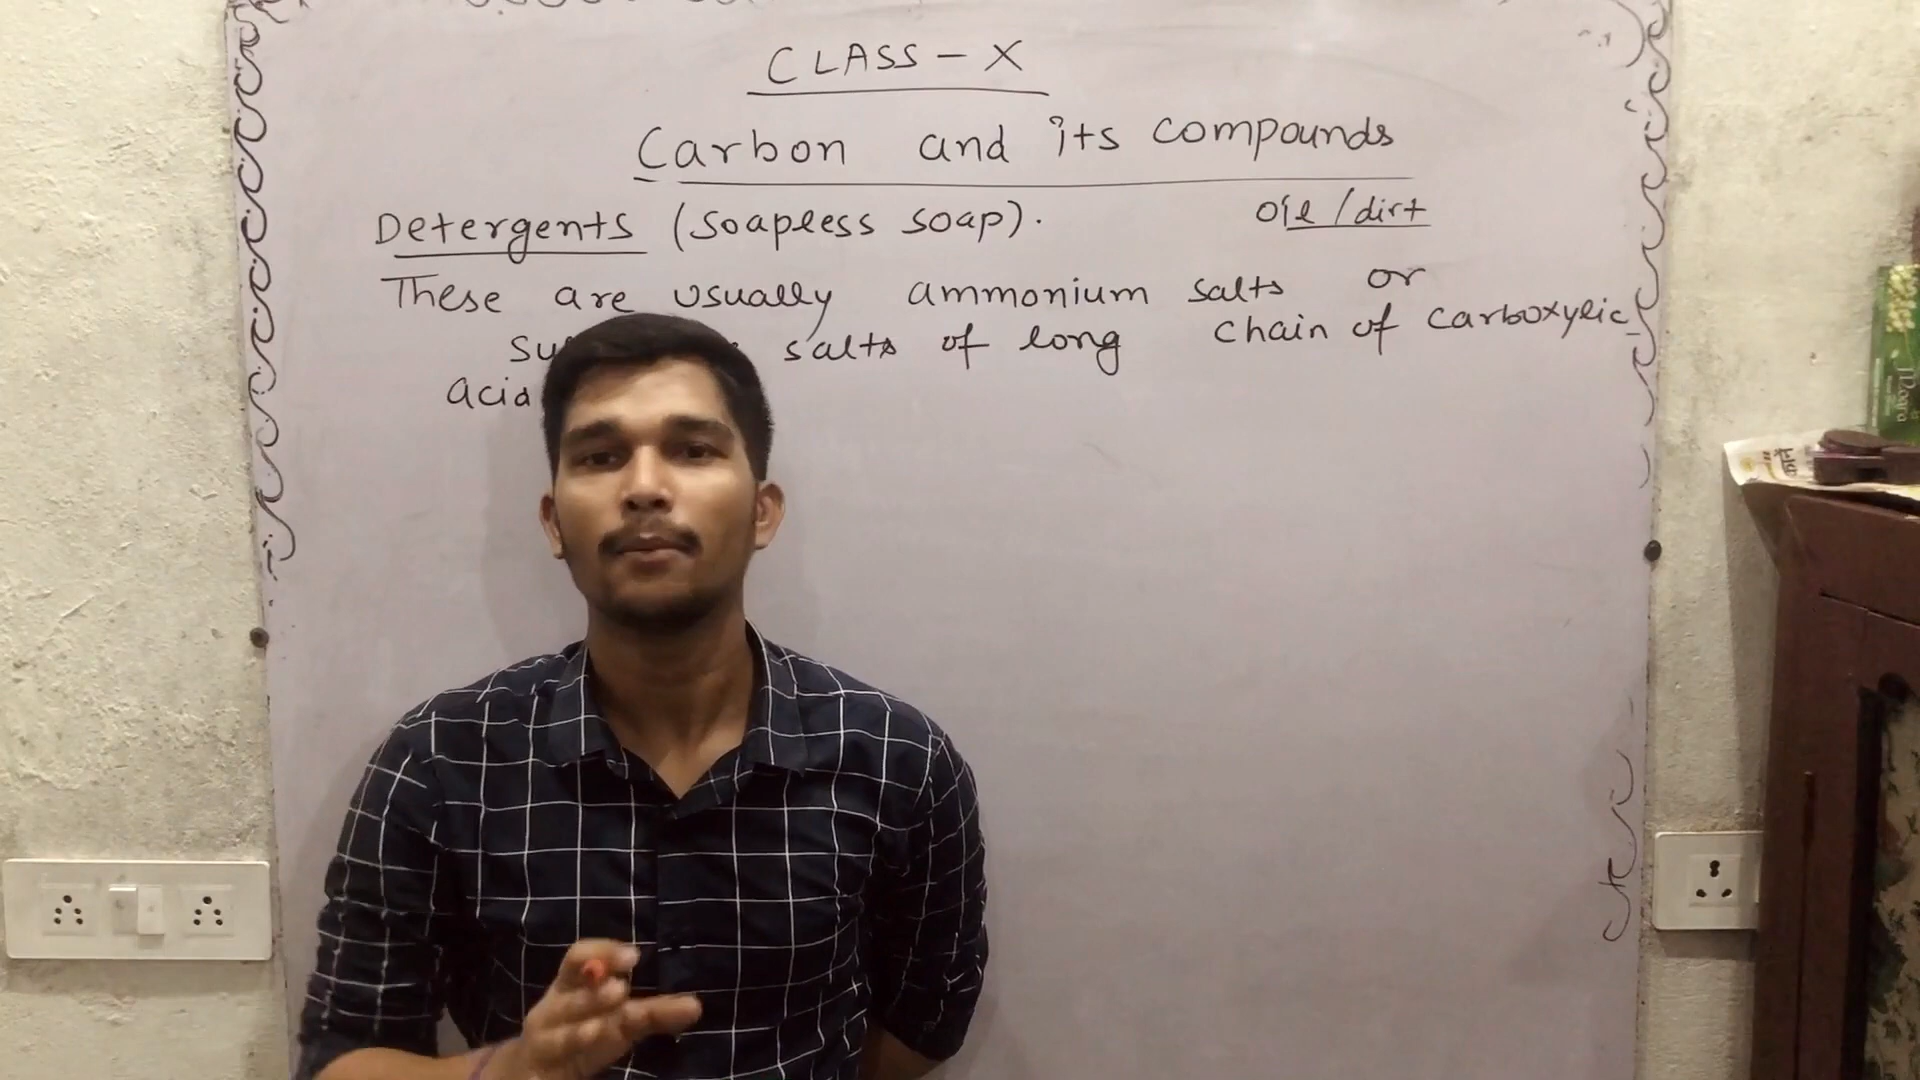 CLASS - X
Carbon and its compounds
Detergents (soapless soap).
oil / dirt
These are usually ammonium salts or
salts of long chain of carboxylic
acid